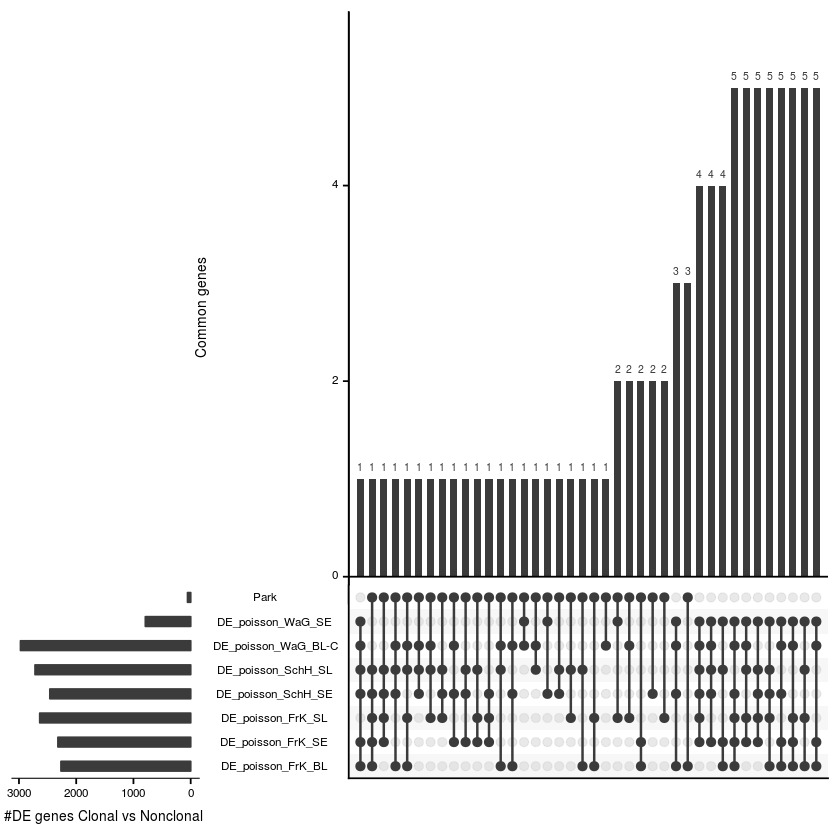 5 5 5 5 5 5 5 5
4 4 4
4
3 3
Common genes
2 2 2 2 2
2
1 1 1 1 1 1 1 1 1 1 1 1 1 1 1 1 1 1 1 1 1 1
0
Park
DE_poisson_WaG_SE
DE_poisson_WaG_BL-C
DE_poisson_SchH_SL
DE_poisson_SchH_SE
DE_poisson_FrK_SL
DE_poisson_FrK_SE
DE_poisson_FrK_BL
3000 2000 1000 0
#DE genes Clonal vs Nonclonal